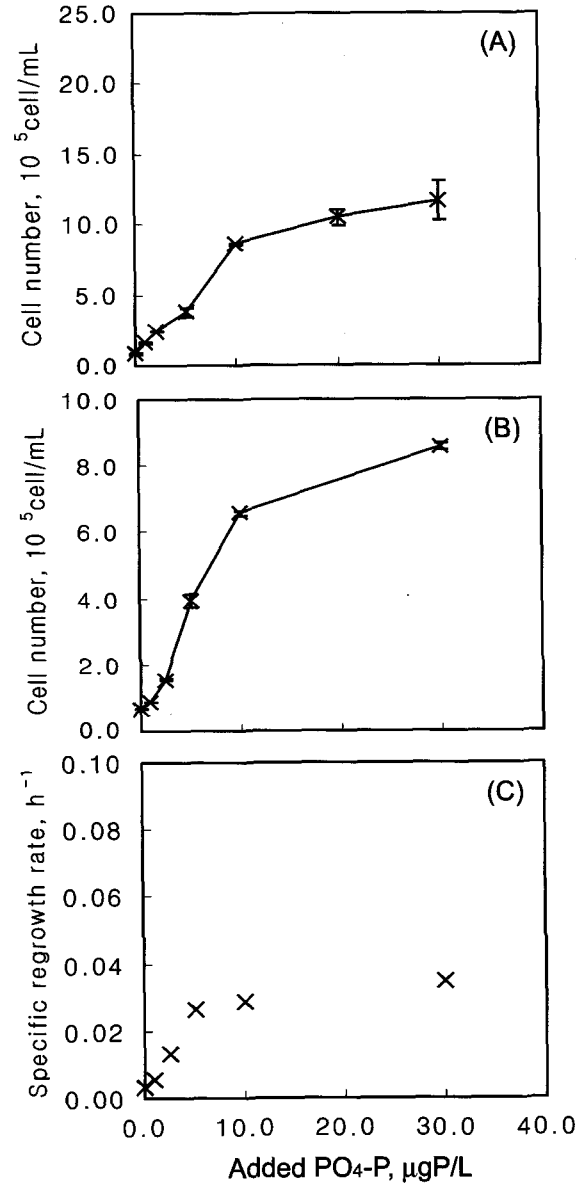 25.0
(A)
20.0
15.0
10.0
5.0
0.0
Cell number, 10 ⁵cell/mL
10.0
(B)
8.0
6.0
4.0
2.0
0.0
Cell number, 10 ⁵cell/mL
0.10
(C)
0.08
0.06
0.04
0.02
0.00
Specific regrowth rate, h⁻¹
0.0 10.0 20.0 30.0 40.0
Added PO₄-P, μgP/L